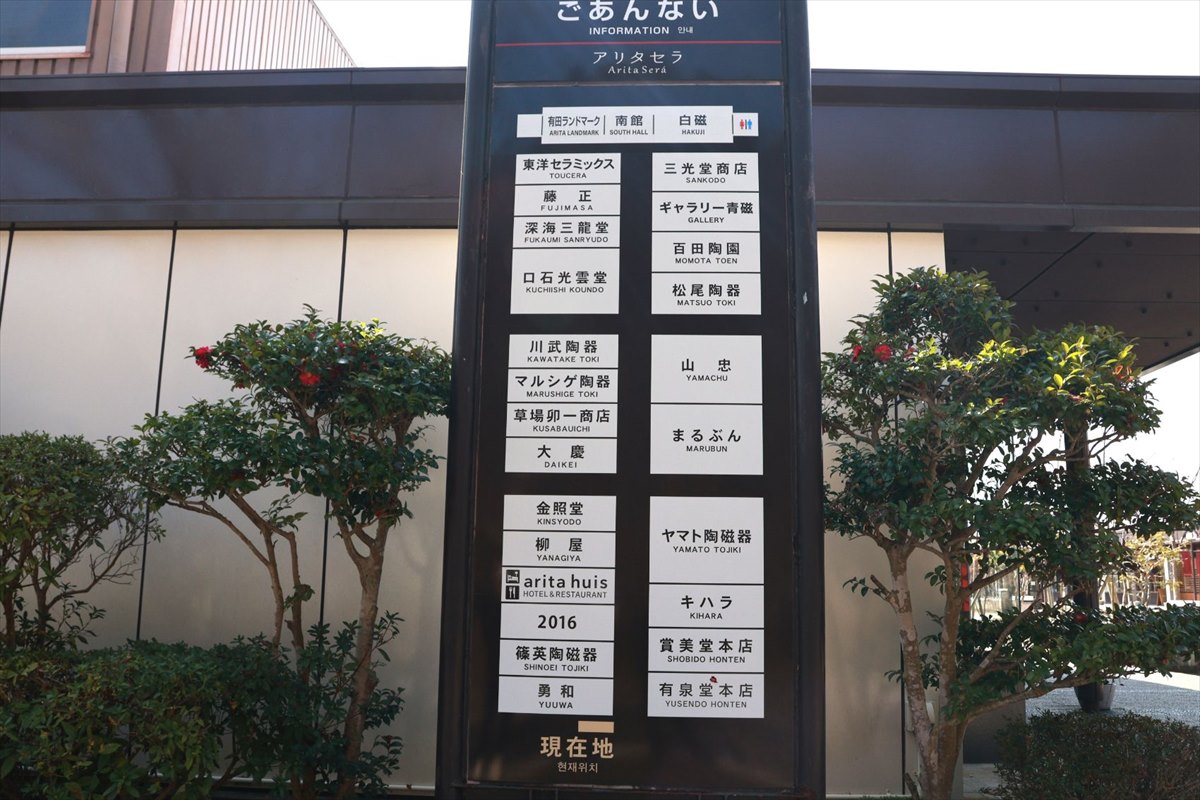 ごあんない
INFORMATION 안내
アリタセラ
Arita Será
有田ランドマーク 南館 白磁
ARITA LANDMARK SOUTH HALL HAKUJI
東洋セラミックス
TOUCERA
藤 正
FUJIMASA
深海三龍堂
FUKAUMI SANRYUDO
口石光雲堂
KUCHIISHI KOUNDO
三光堂商店
SANKODO
ギャラリー青磁
GALLERY
百田陶園
MOMOTA TOEN
松尾陶器
MATSUO TOKI
川武陶器
KAWATAKE TOKI
マルシゲ陶器
MARUSHIGE TOKI
草場卯一商店
KUSABAUICHI
大 慶
DAIKEI
山 忠
YAMACHU
まるぶん
MARUBUN
金照堂
KINSYODO
柳 屋
YANAGIYA
arita huis
HOTEL & RESTAURANT
2016
篠英陶磁器
SHINOEI TOJIKI
勇 和
YUUWA
ヤマト陶磁器
YAMATO TOJIKI
キハラ
KIHARA
賞美堂本店
SHOBIDO HONTEN
有泉堂本店
YUSENDO HONTEN
現在地
현재위치